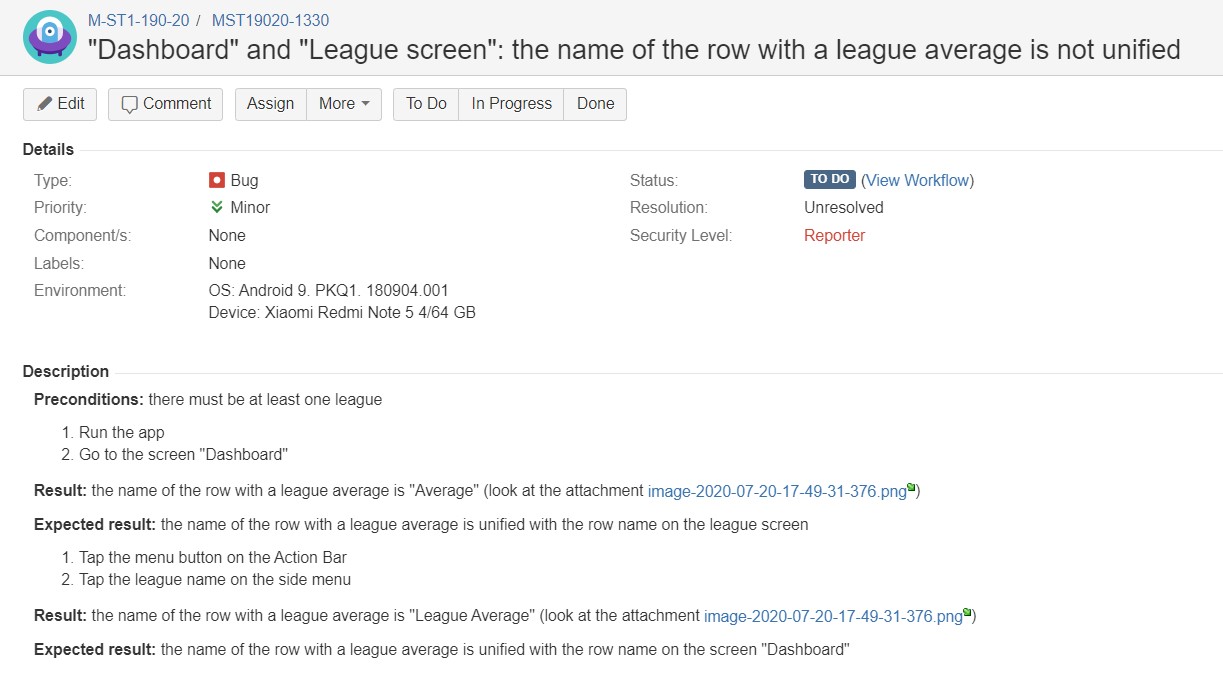 M-ST1-190-20 / MST19020-1330
"Dashboard" and "League screen": the name of the row with a league average is not unified
Edit Comment Assign More To Do In Progress Done
Details
Type: Bug
Status: TO DO (View Workflow)
Priority: Minor
Resolution: Unresolved
Component/s: None
Security Level: Reporter
Labels: None
Environment: OS: Android 9. PKQ1. 180904.001
Device: Xiaomi Redmi Note 5 4/64 GB
Description
Preconditions: there must be at least one league
1. Run the app
2. Go to the screen "Dashboard"
Result: the name of the row with a league average is "Average" (look at the attachment image-2020-07-20-17-49-31-376.png)
Expected result: the name of the row with a league average is unified with the row name on the league screen
1. Tap the menu button on the Action Bar
2. Tap the league name on the side menu
Result: the name of the row with a league average is "League Average" (look at the attachment image-2020-07-20-17-49-31-376.png)
Expected result: the name of the row with a league average is unified with the row name on the screen "Dashboard"